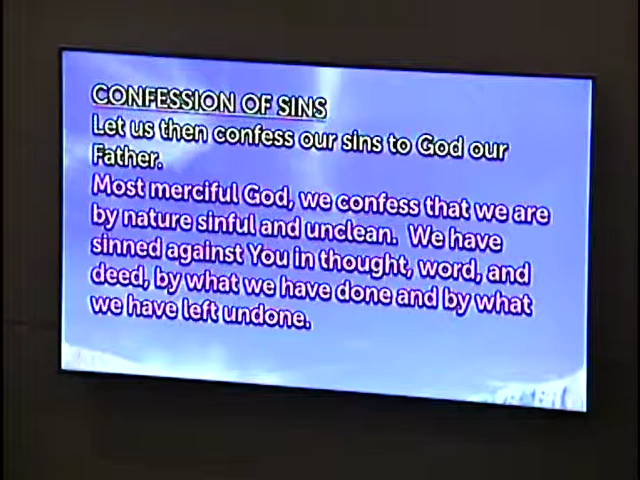 CONFESSION OF SINS
Let us then confess our sins to God our
Father.
Most merciful God, we confess that we are
by nature sinful and unclean. We have
sinned against You in thought, word, and
deed, by what we have done and by what
we have left undone.